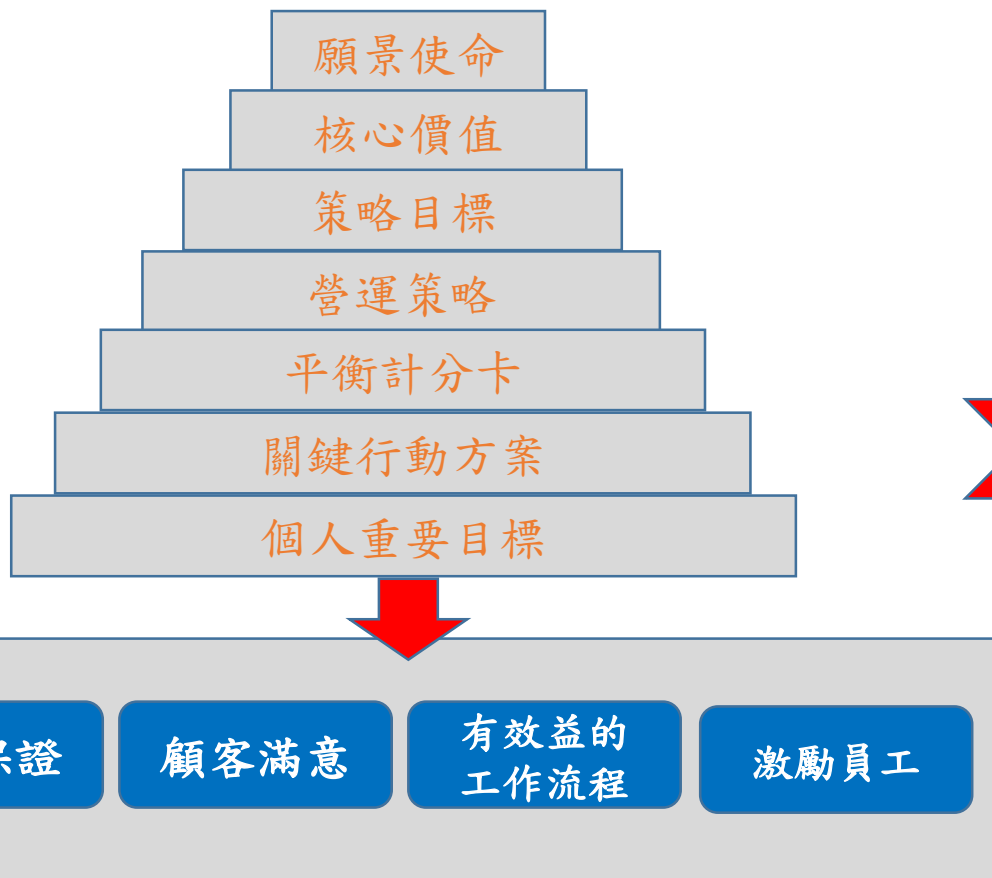 願景使命
核心價值
策略目標
營運策略
平衡計分卡
關鍵行動方案
個人重要目標
證
顧客滿意
有效益的
工作流程
激勵員工